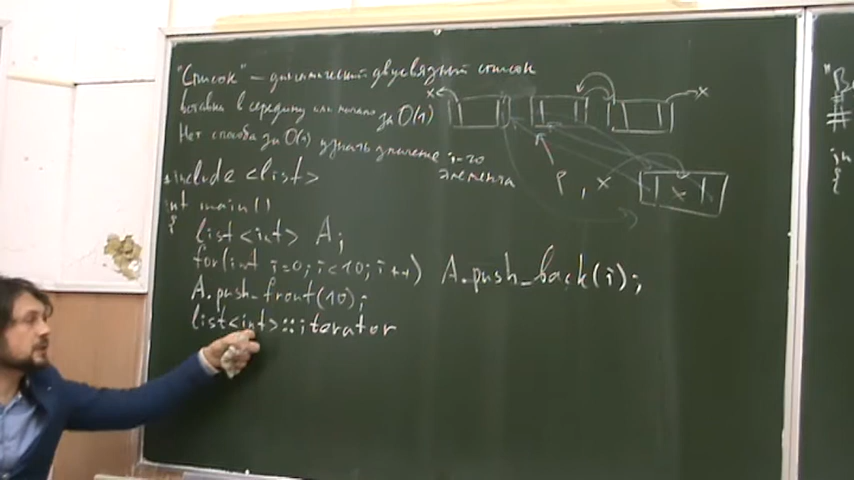 "Список" – динамический двусвязный список
вставка в середину или начало за O(1)
Нет способа за O(1) узнать значение i-го
элемента
#include <list>
int main()
{
list<int> A;
for(int i=0; i<10; i++) A.push_back(i);
A.push_front(10);
list<int>::iterator
x
x
P, x
x
"В
#
in
{